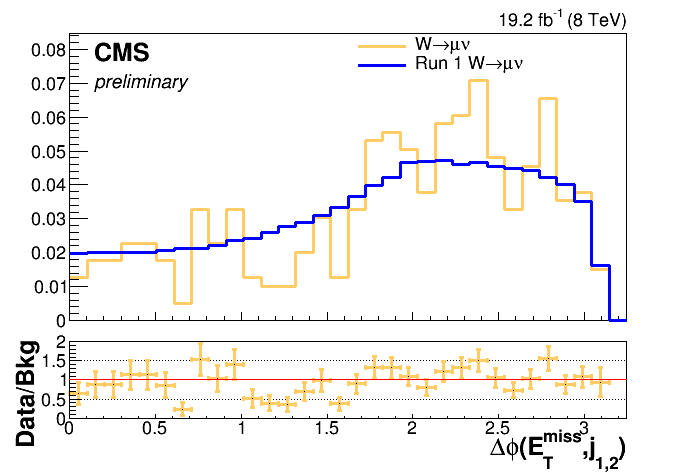 19.2 fb⁻¹ (8 TeV)
CMS
preliminary
W→μν
Run 1 W→μν
0.08
0.07
0.06
0.05
0.04
0.03
0.02
0.01
0
Data/Bkg
2
1.5
1
0.5
0
0 0.5 1 1.5 2 2.5 3
Δϕ(E_T^miss,j_1,2)